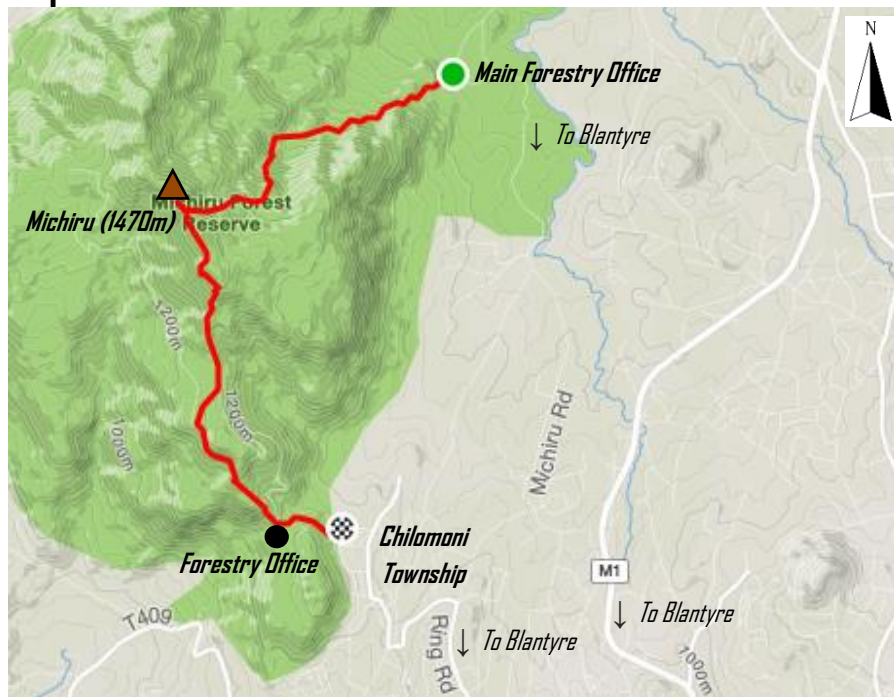 N
Main Forestry Office
↓ To Blantyre
Michiru Forest
Reserve
Michiru (1470m)
1200m
1200m
1000m
Michiru Rd
Forestry Office
Chilomoni
Township
M1
T409
Ring Rd
↓ To Blantyre
↓ To Blantyre
1000m